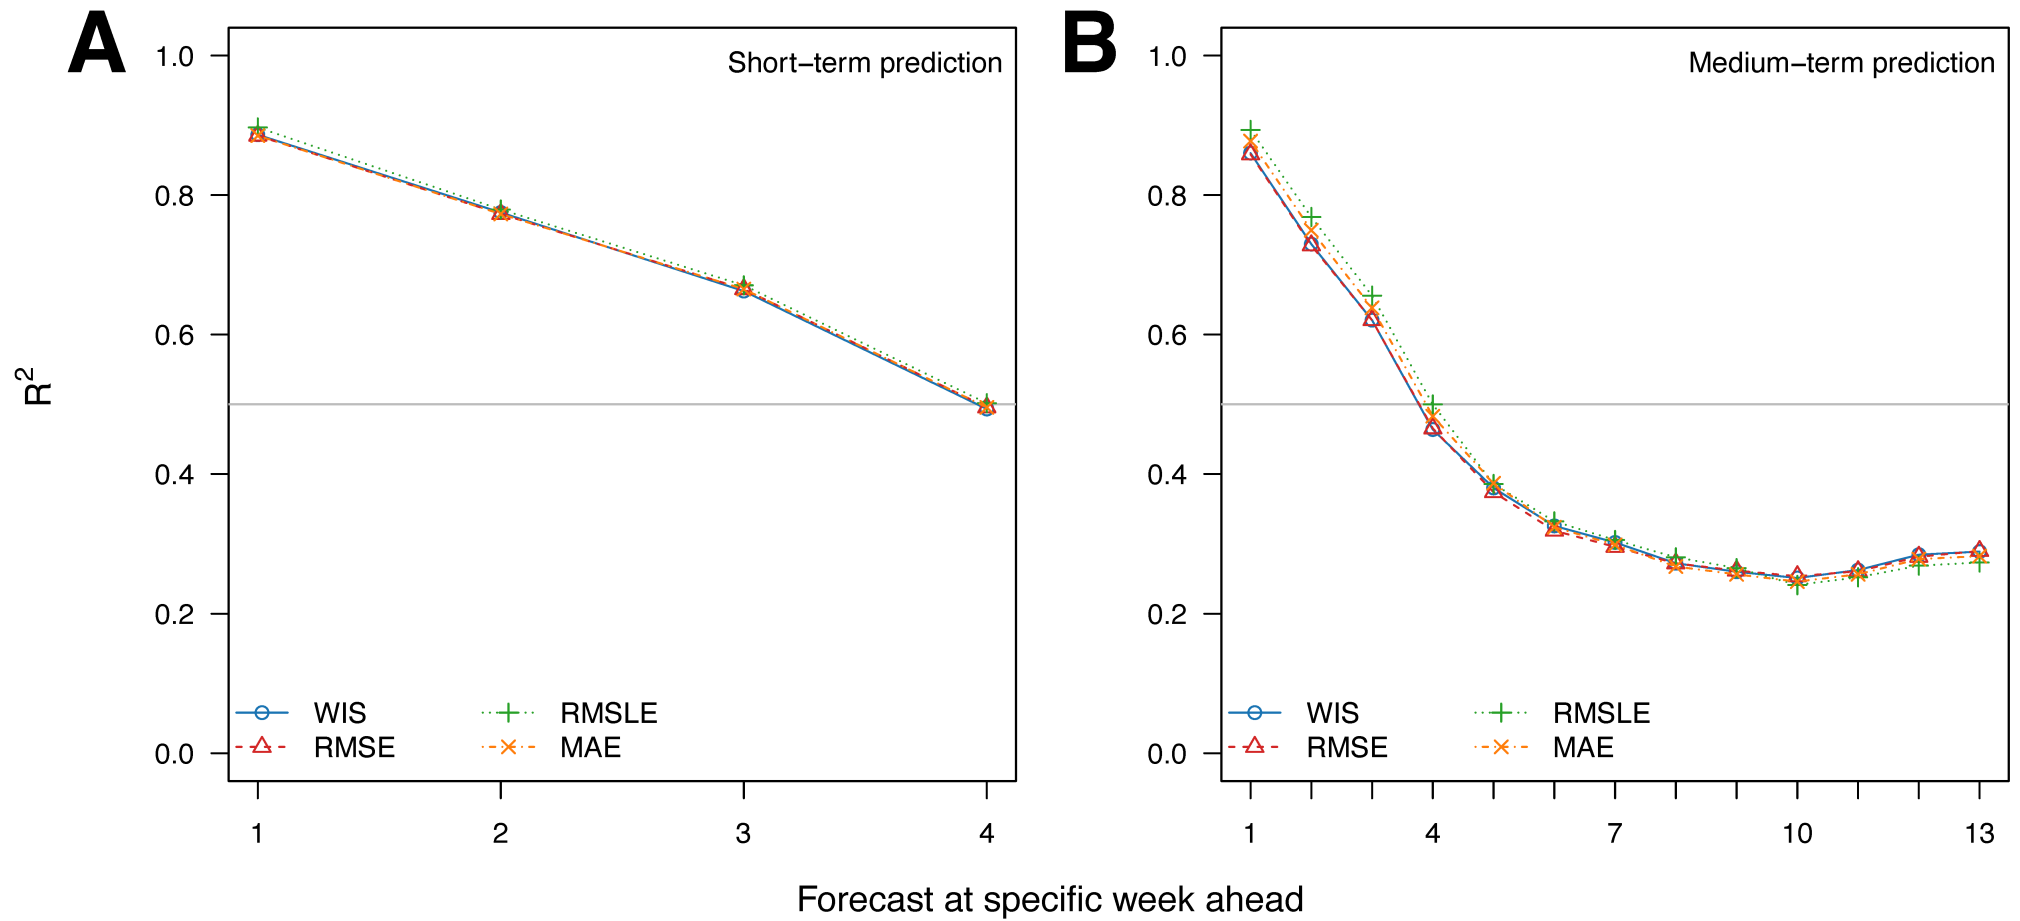 A
Short−term prediction
1.0
0.8
0.6
0.4
0.2
0.0
R²
WIS
RMSE
RMSLE
MAE
1 2 3 4
B
Medium−term prediction
1.0
0.8
0.6
0.4
0.2
0.0
WIS
RMSE
RMSLE
MAE
1 4 7 10 13
Forecast at specific week ahead